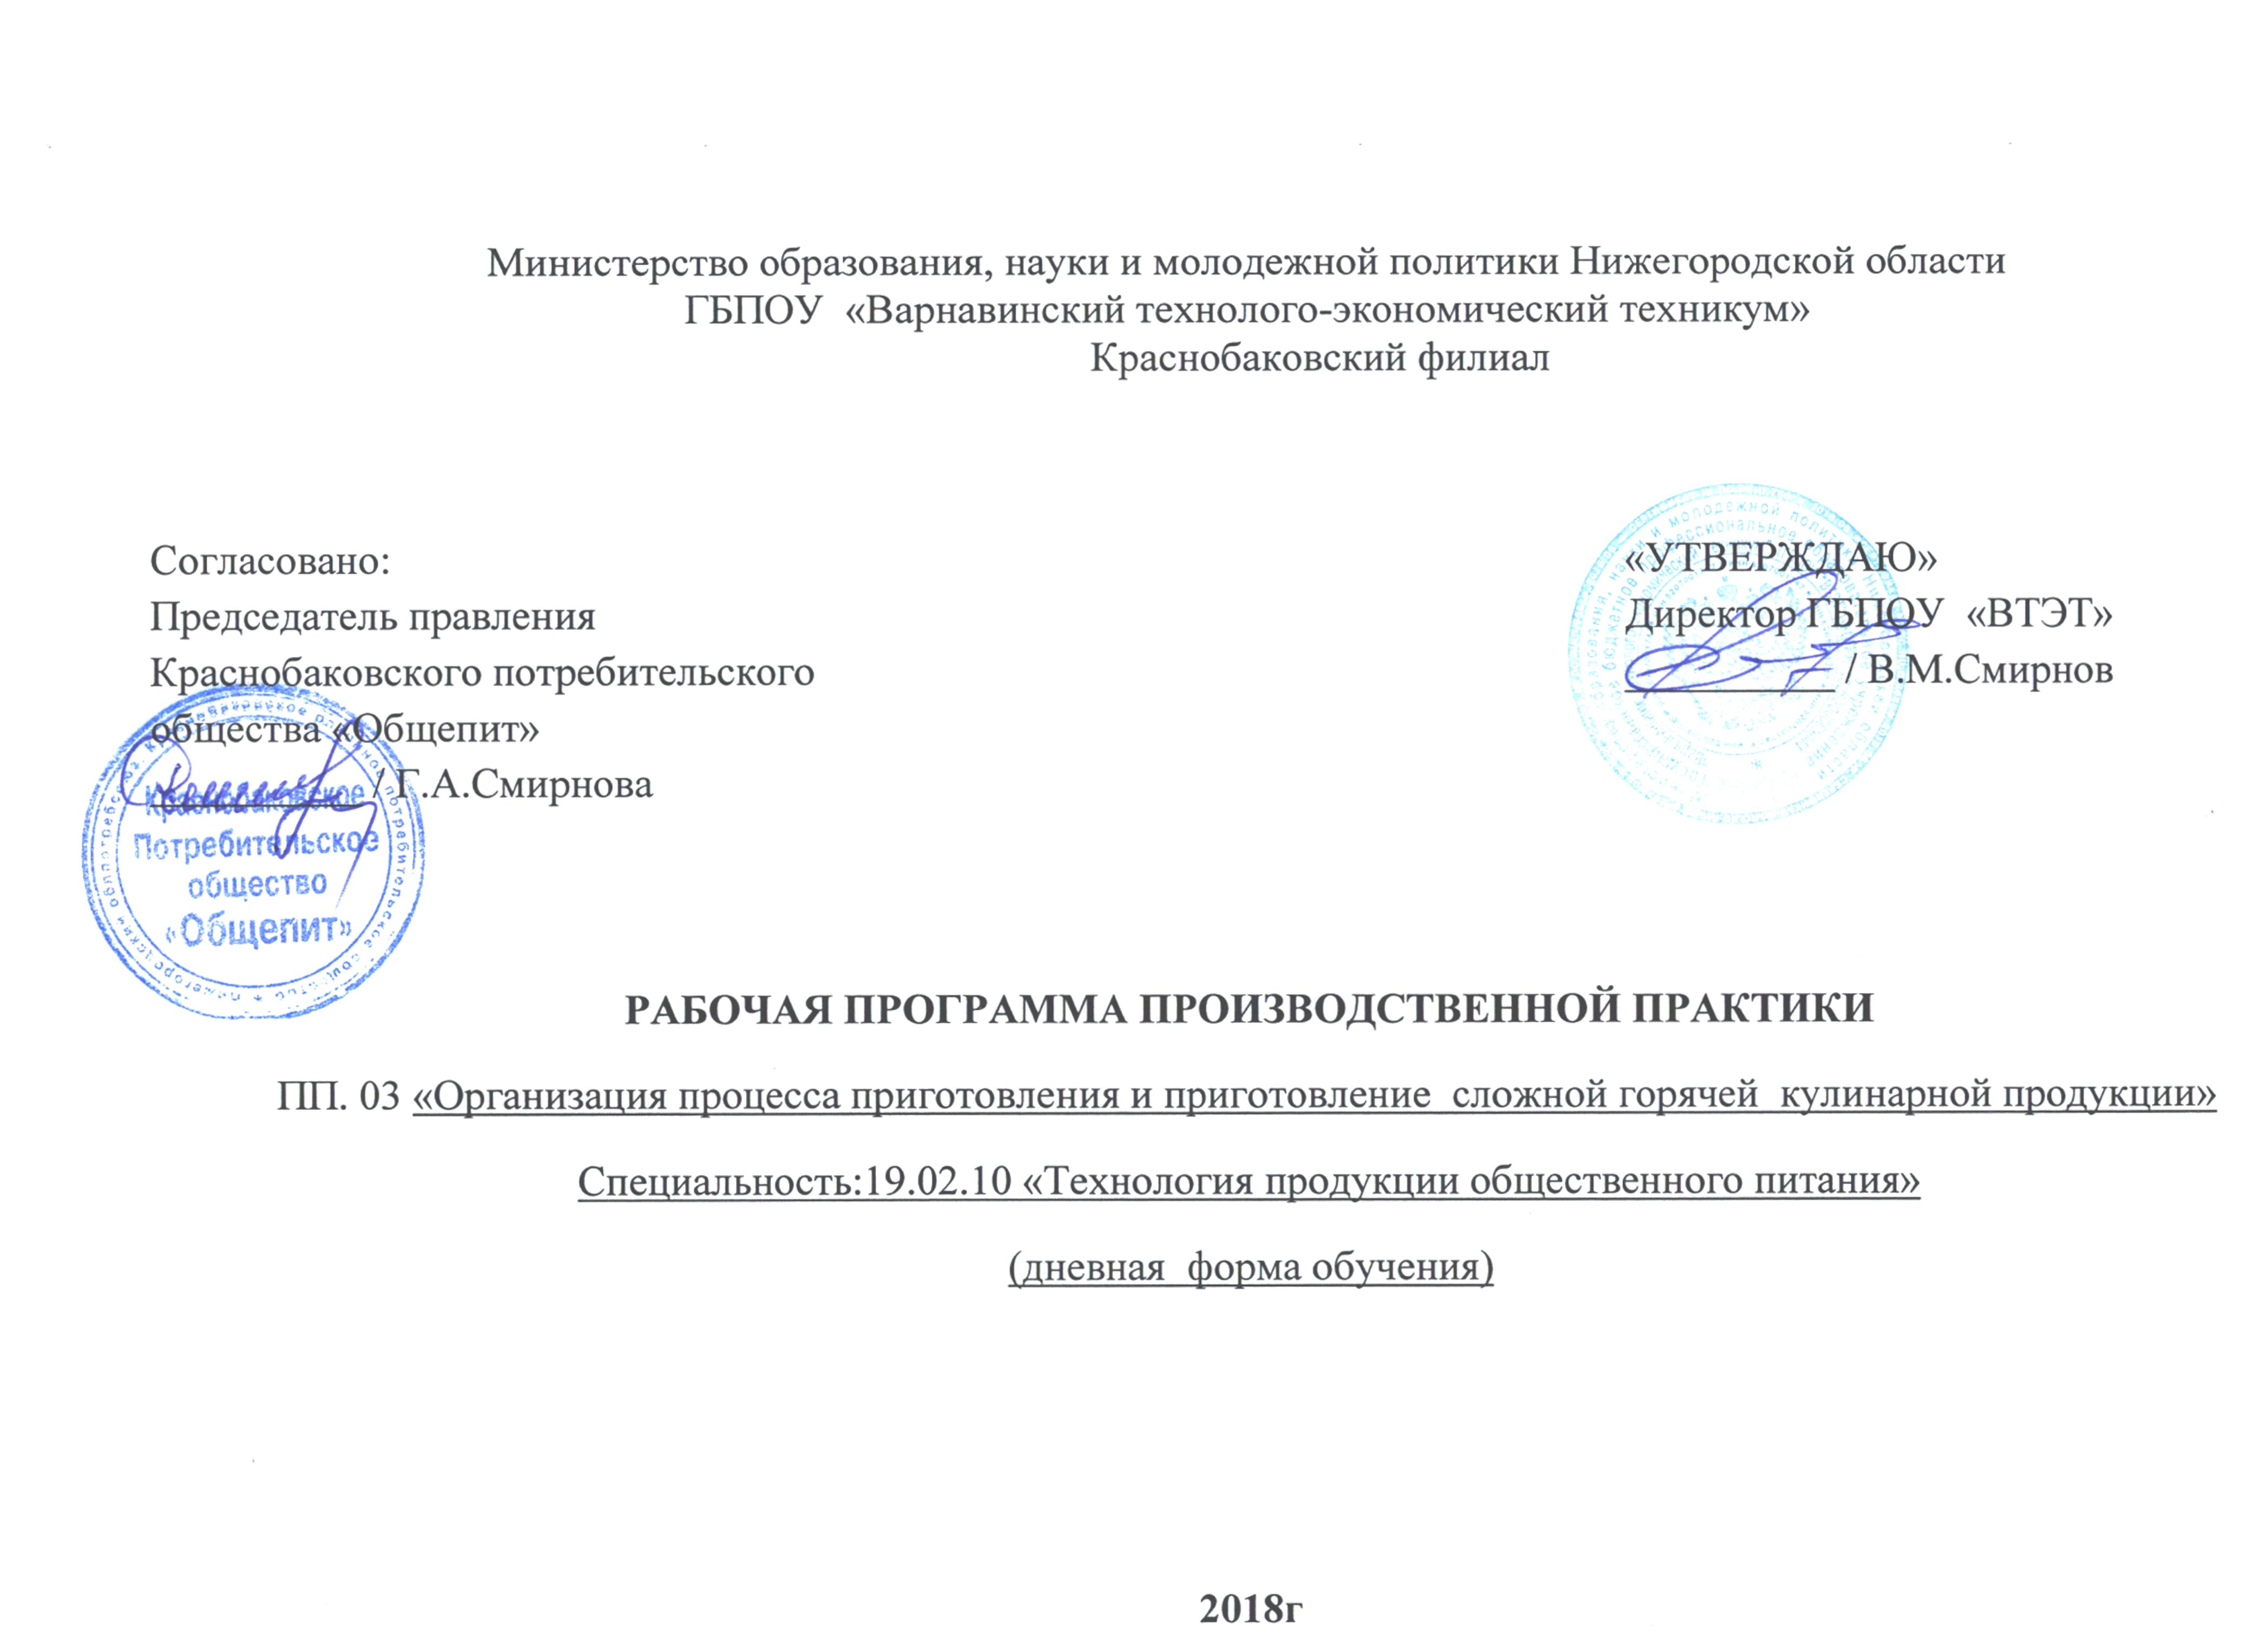 Министерство образования, науки и молодежной политики Нижегородской области
ГБПОУ «Варнавинский технолого-экономический техникум»
Краснобаковский филиал
Согласовано:
Председатель правления
Краснобаковского потребительского
общества «Общепит»
/ Г.А.Смирнова
Краснобаковское
Потребительское
общество
«Общепит»
«УТВЕРЖДАЮ»
Директор ГБПОУ «ВТЭТ»
/ В.М.Смирнов
РАБОЧАЯ ПРОГРАММА ПРОИЗВОДСТВЕННОЙ ПРАКТИКИ
ПП. 03 «Организация процесса приготовления и приготовление сложной горячей кулинарной продукции»
Специальность:19.02.10 «Технология продукции общественного питания»
(дневная форма обучения)
2018г